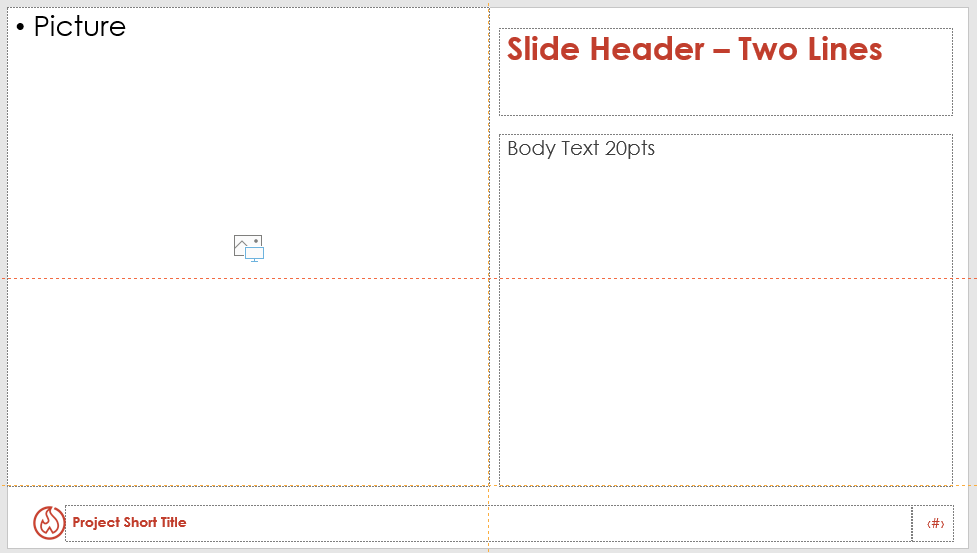 • Picture
Slide Header – Two Lines
Body Text 20pts
Project Short Title
‹#›